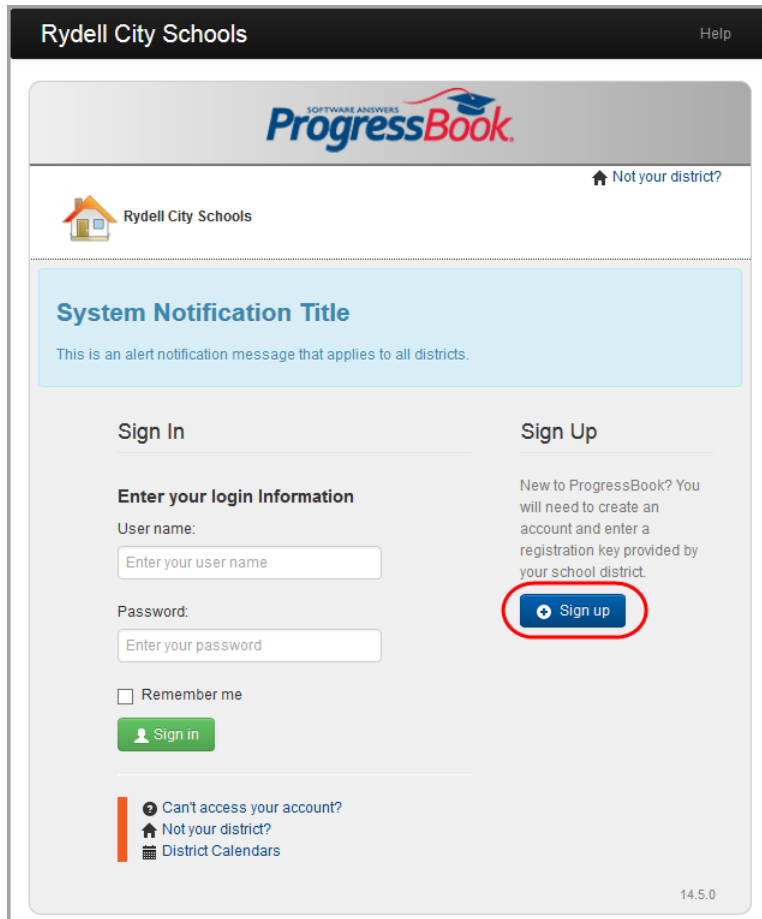 Rydell City Schools
Help
SOFTWARE ANSWERS
ProgressBook.
Not your district?
Rydell City Schools
System Notification Title
This is an alert notification message that applies to all districts.
Sign In
Enter your login Information
User name:
Enter your user name
Password:
Enter your password
Remember me
Sign in
Can't access your account?
Not your district?
District Calendars
Sign Up
New to ProgressBook? You
will need to create an
account and enter a
registration key provided by
your school district.
Sign up
14.5.0